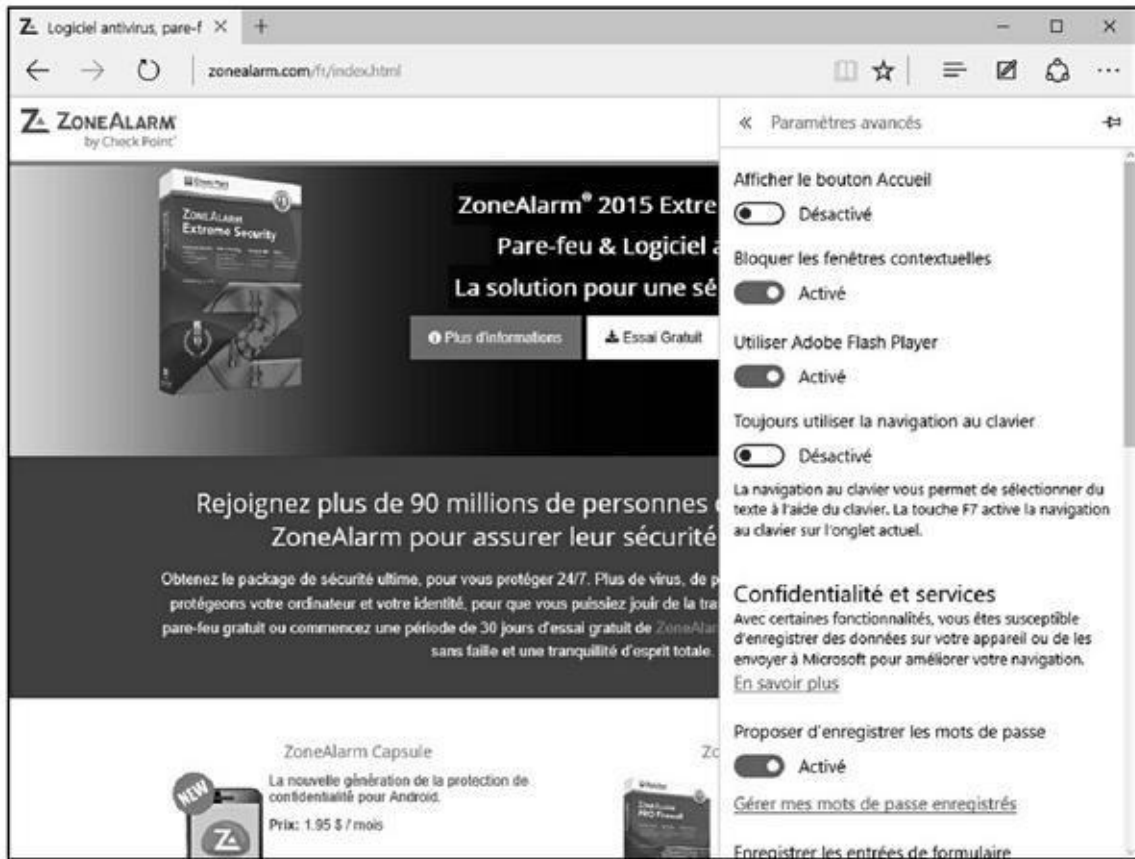 Logiciel antivirus, pare-f
zonealarm.com/fr/index.html
ZONEALARM
by Check Point
ZONEALARM
Extreme Security
ZoneAlarm® 2015 Extre
Pare-feu & Logiciel a
La solution pour une sé
Plus d'informations
Essai Gratuit
Rejoignez plus de 90 millions de personnes
ZoneAlarm pour assurer leur sécurité
Obtenez le package de sécurité ultime, pour vous protéger 24/7. Plus de virus, de p
protégeons votre ordinateur et votre identité, pour que vous puissiez jouir de la tra
pare-feu gratuit ou commencez une période de 30 jours d'essai gratuit de ZoneAlar
sans faille et une tranquillité d'esprit totale.
ZoneAlarm Capsule
La nouvelle génération de la protection de
confidentialité pour Android.
Prix: 1.95 $ / mois
NEW
Zo
PRO Firewall
Paramètres avancés
Afficher le bouton Accueil
Désactivé
Bloquer les fenêtres contextuelles
Activé
Utiliser Adobe Flash Player
Activé
Toujours utiliser la navigation au clavier
Désactivé
La navigation au clavier vous permet de sélectionner du
texte à l'aide du clavier. La touche F7 active la navigation
au clavier sur l'onglet actuel.
Confidentialité et services
Avec certaines fonctionnalités, vous êtes susceptible
d'enregistrer des données sur votre appareil ou de les
envoyer à Microsoft pour améliorer votre navigation.
En savoir plus
Proposer d'enregistrer les mots de passe
Activé
Gérer mes mots de passe enregistrés
Enregistrer les entrées de formulaire